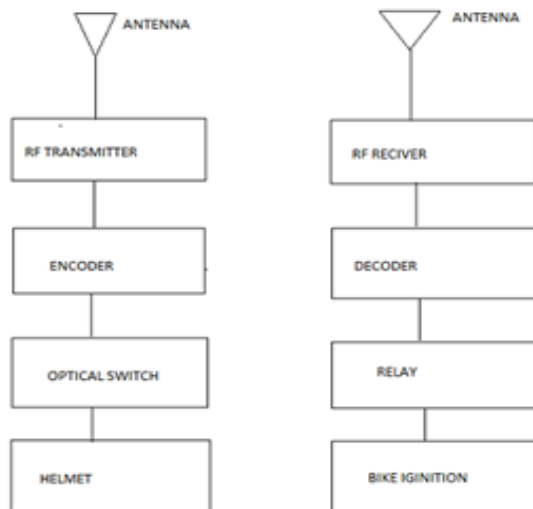 ANTENNA
RF TRANSMITTER
ENCODER
OPTICAL SWITCH
HELMET
ANTENNA
RF RECIVER
DECODER
RELAY
BIKE IGINITION